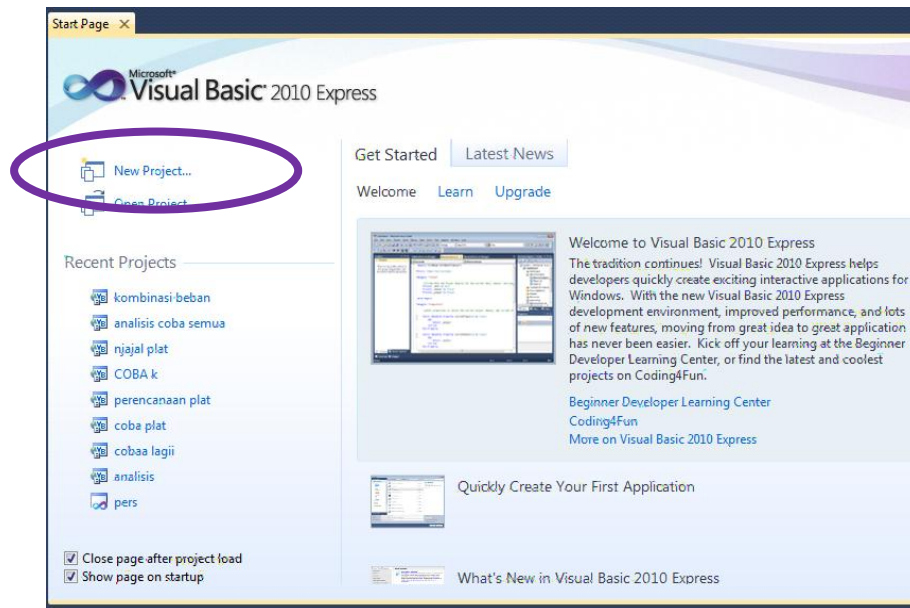 Start Page
Microsoft®
Visual Basic® 2010 Express
New Project...
Open Project...
Recent Projects
kombinasi beban
analisis coba semua
njajal plat
COBA k
perencanaan plat
coba plat
cobaa lagii
analisis
pers
Close page after project load
Show page on startup
Get Started
Latest News
Welcome Learn Upgrade
Welcome to Visual Basic 2010 Express
The tradition continues! Visual Basic 2010 Express helps
developers quickly create exciting interactive applications for
Windows. With the new Visual Basic 2010 Express
development environment, improved performance, and lots
of new features, moving from great idea to great application
has never been easier. Kick off your learning at the Beginner
Developer Learning Center, or find the latest and coolest
projects on Coding4Fun.
Beginner Developer Learning Center
Coding4Fun
More on Visual Basic 2010 Express
Quickly Create Your First Application
What's New in Visual Basic 2010 Express